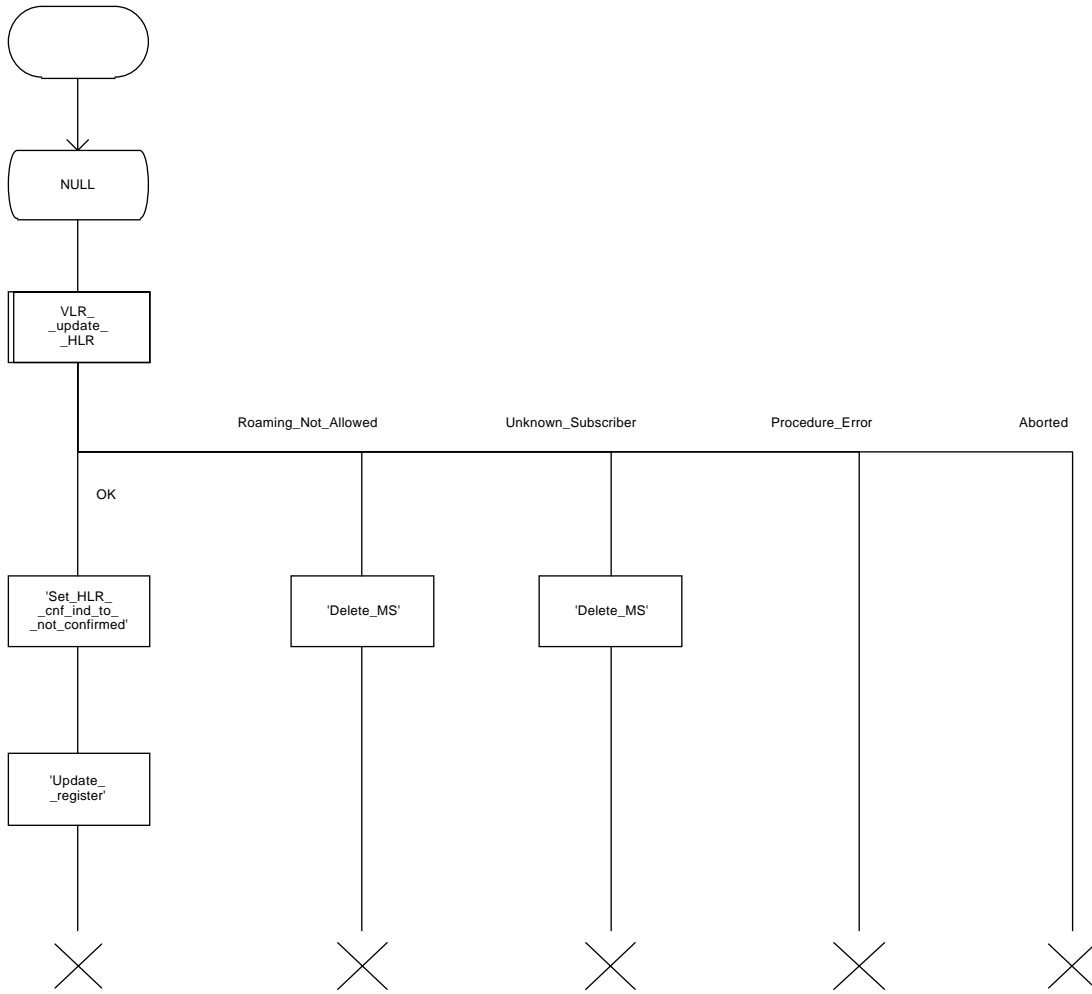 NULL
VLR_
_update_
_HLR
Roaming_Not_Allowed
Unknown_Subscriber
Procedure_Error
Aborted
OK
'Set_HLR_
_cnf_ind_to_
_not_confirmed'
'Delete_MS'
'Delete_MS'
'Update_
_register'